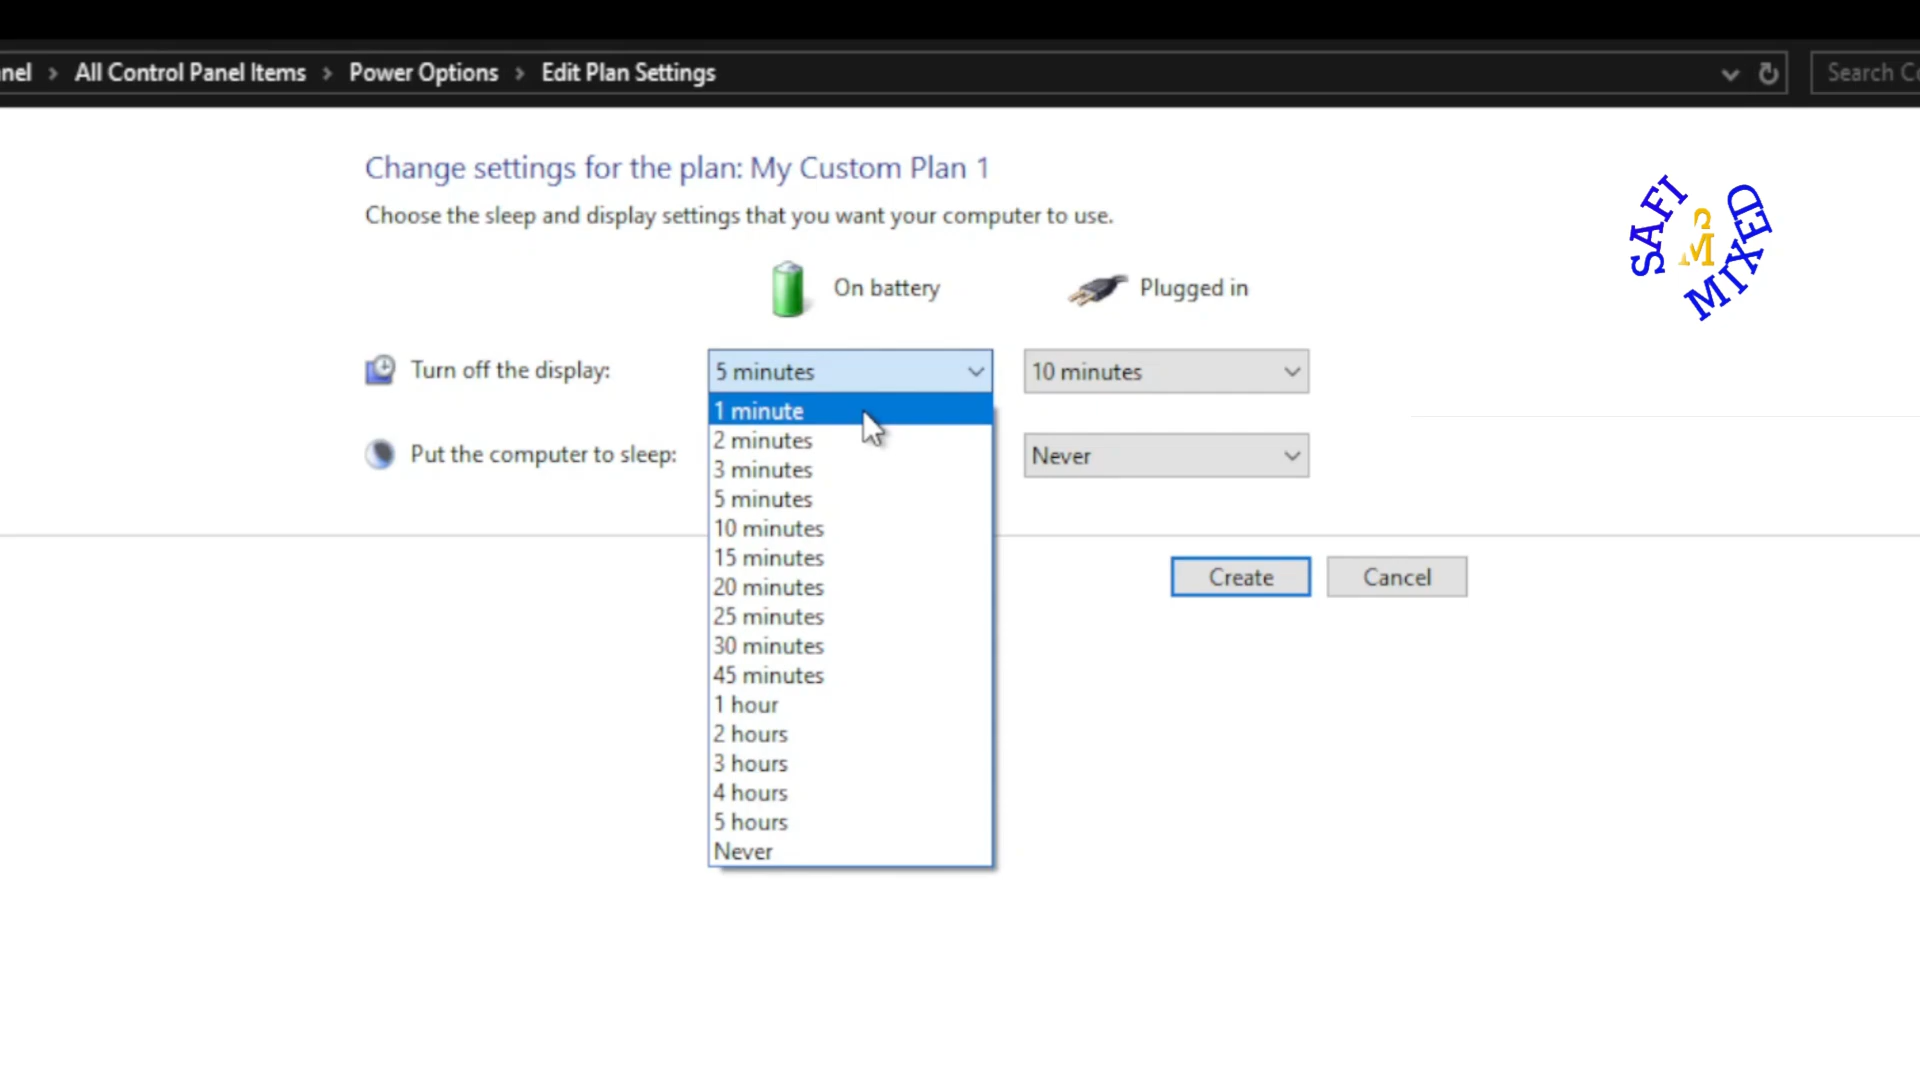 nel > All Control Panel Items > Power Options > Edit Plan Settings
Search Co
Change settings for the plan: My Custom Plan 1
Choose the sleep and display settings that you want your computer to use.
On battery
Plugged in
Turn off the display:
5 minutes
10 minutes
1 minute
2 minutes
3 minutes
5 minutes
10 minutes
15 minutes
20 minutes
25 minutes
30 minutes
45 minutes
1 hour
2 hours
3 hours
4 hours
5 hours
Never
Put the computer to sleep:
Never
Create
Cancel
SAFI
MIXED